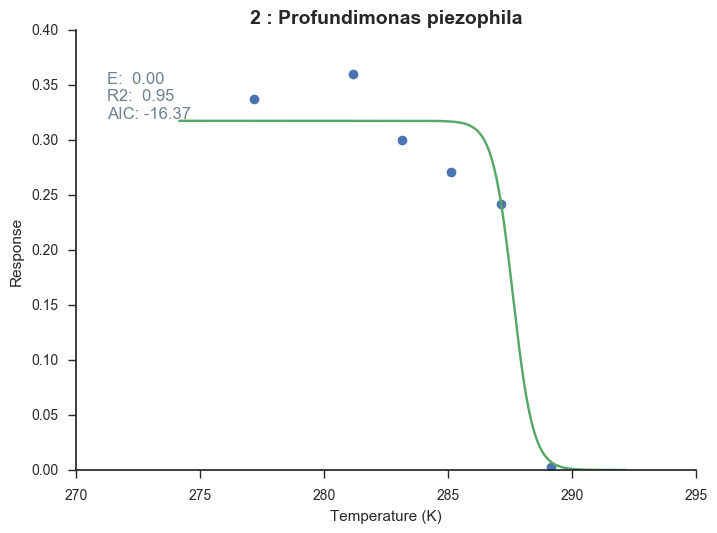 2 : Profundimonas piezophila
0.40
0.35
0.30
0.25
0.20
0.15
0.10
0.05
0.00
Response
E:  0.00
R2:  0.95
AIC: -16.37
270 275 280 285 290 295
Temperature (K)